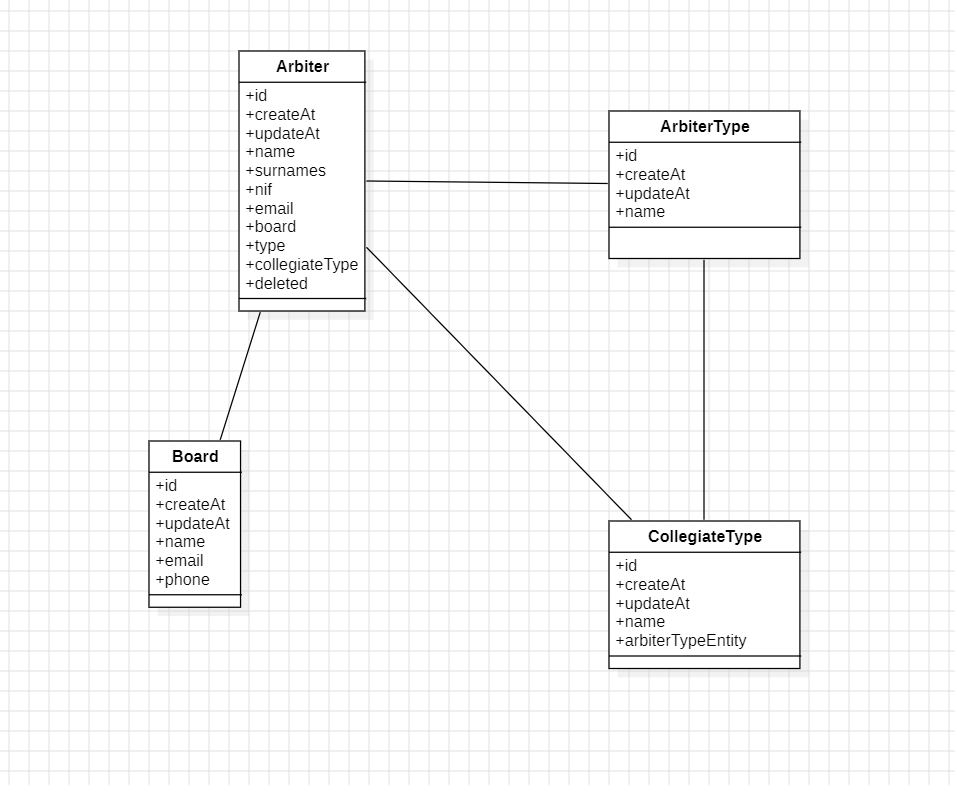 Arbiter
+id
+createAt
+updateAt
+name
+surnames
+nif
+email
+board
+type
+collegiateType
+deleted
ArbiterType
+id
+createAt
+updateAt
+name
Board
+id
+createAt
+updateAt
+name
+email
+phone
CollegiateType
+id
+createAt
+updateAt
+name
+arbiterTypeEntity